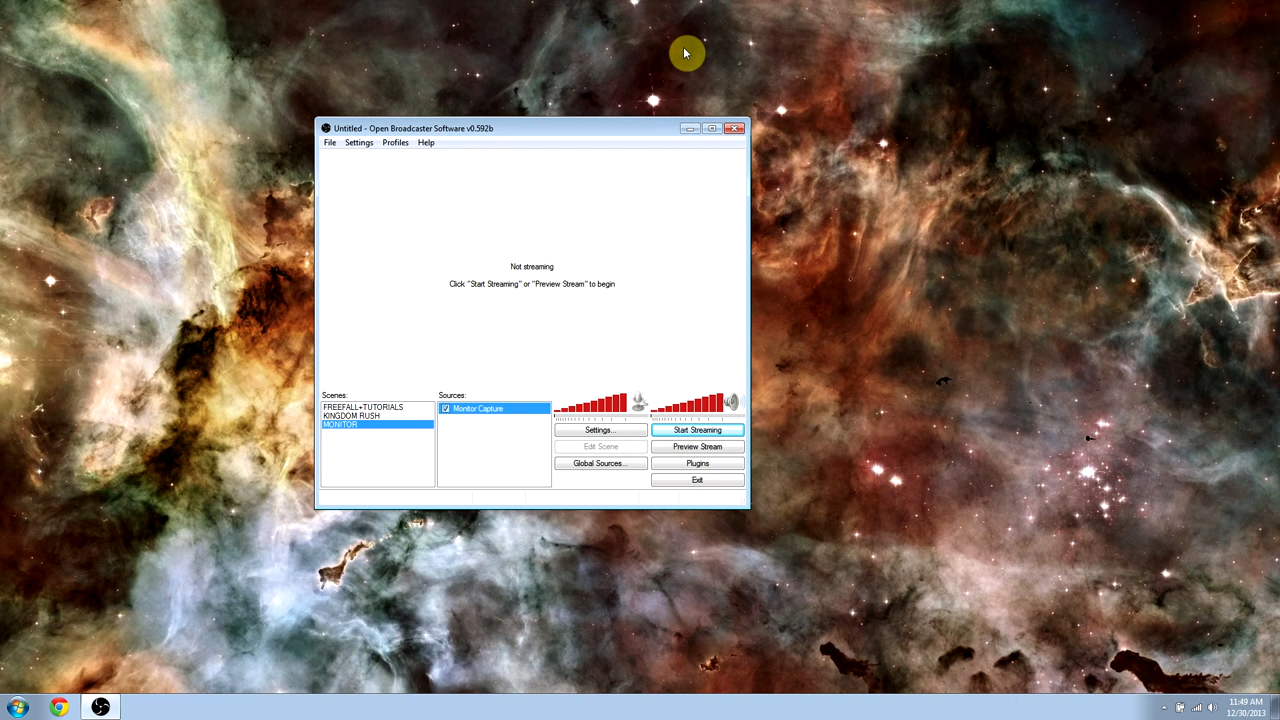 Untitled - Open Broadcaster Software v0.592b
File Settings Profiles Help
Not streaming
Click "Start Streaming" or "Preview Stream" to begin
Scenes:
FREEFALL+TUTORIALS
KINGDOM RUSH
MONITOR
Sources:
Monitor Capture
Settings...
Start Streaming
Edit Scene
Preview Stream
Global Sources...
Plugins
Exit
11:49 AM
12/30/2013